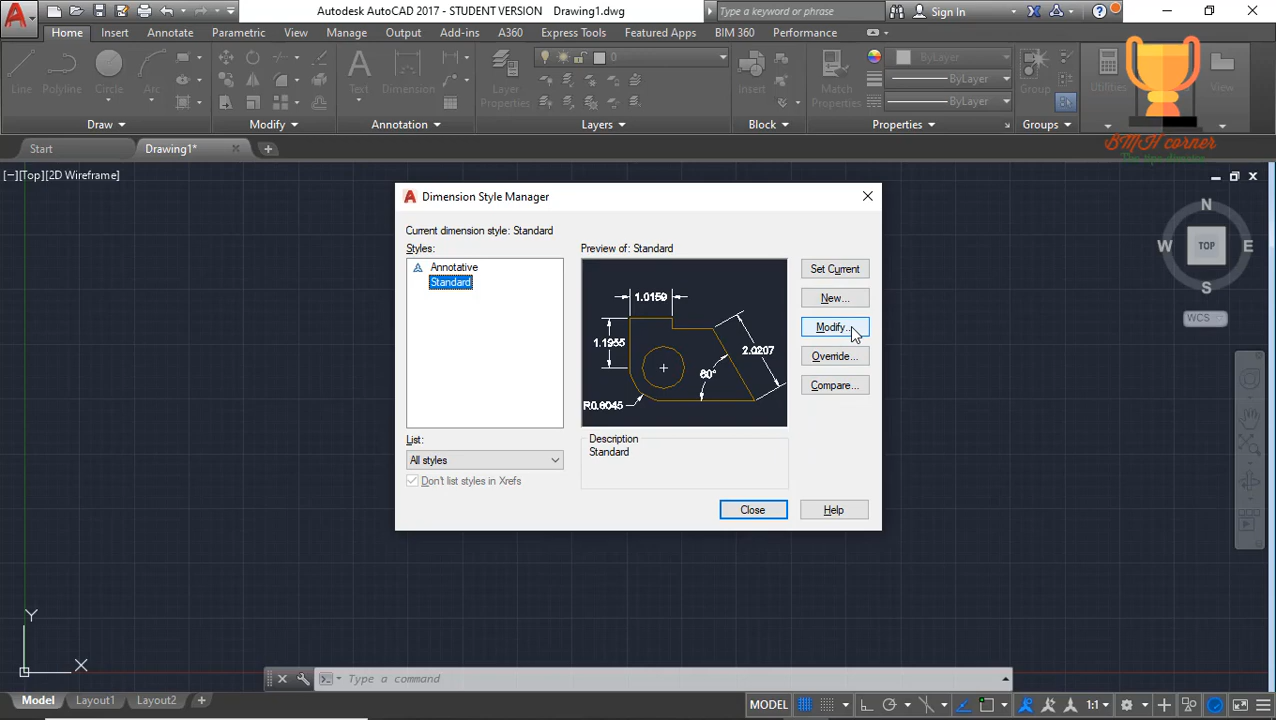 Autodesk AutoCAD 2017 - STUDENT VERSION Drawing1.dwg
Type a keyword or phrase
Sign In
Home Insert Annotate Parametric View Manage Output Add-ins A360 Express Tools Featured Apps BIM 360 Performance
Line Polyline Circle Arc
Text Dimension
Layer Properties
0
Insert
Match Properties
ByLayer
ByLayer
ByLayer
Group
Utilities
View
Draw Modify Annotation Layers Block Properties Groups
BMH corner
Start Drawing1*
[−][Top][2D Wireframe]
Dimension Style Manager
Current dimension style: Standard
Styles:
Annotative
Standard
Preview of: Standard
1.0159
1.1955
2.0207
60°
R0.8045
Set Current
New...
Modify...
Override...
Compare...
List:
All styles
Don't list styles in Xrefs
Description
Standard
Close
Help
N
W TOP E
S
WCS
Y
X
Type a command
Model Layout1 Layout2
MODEL
1:1